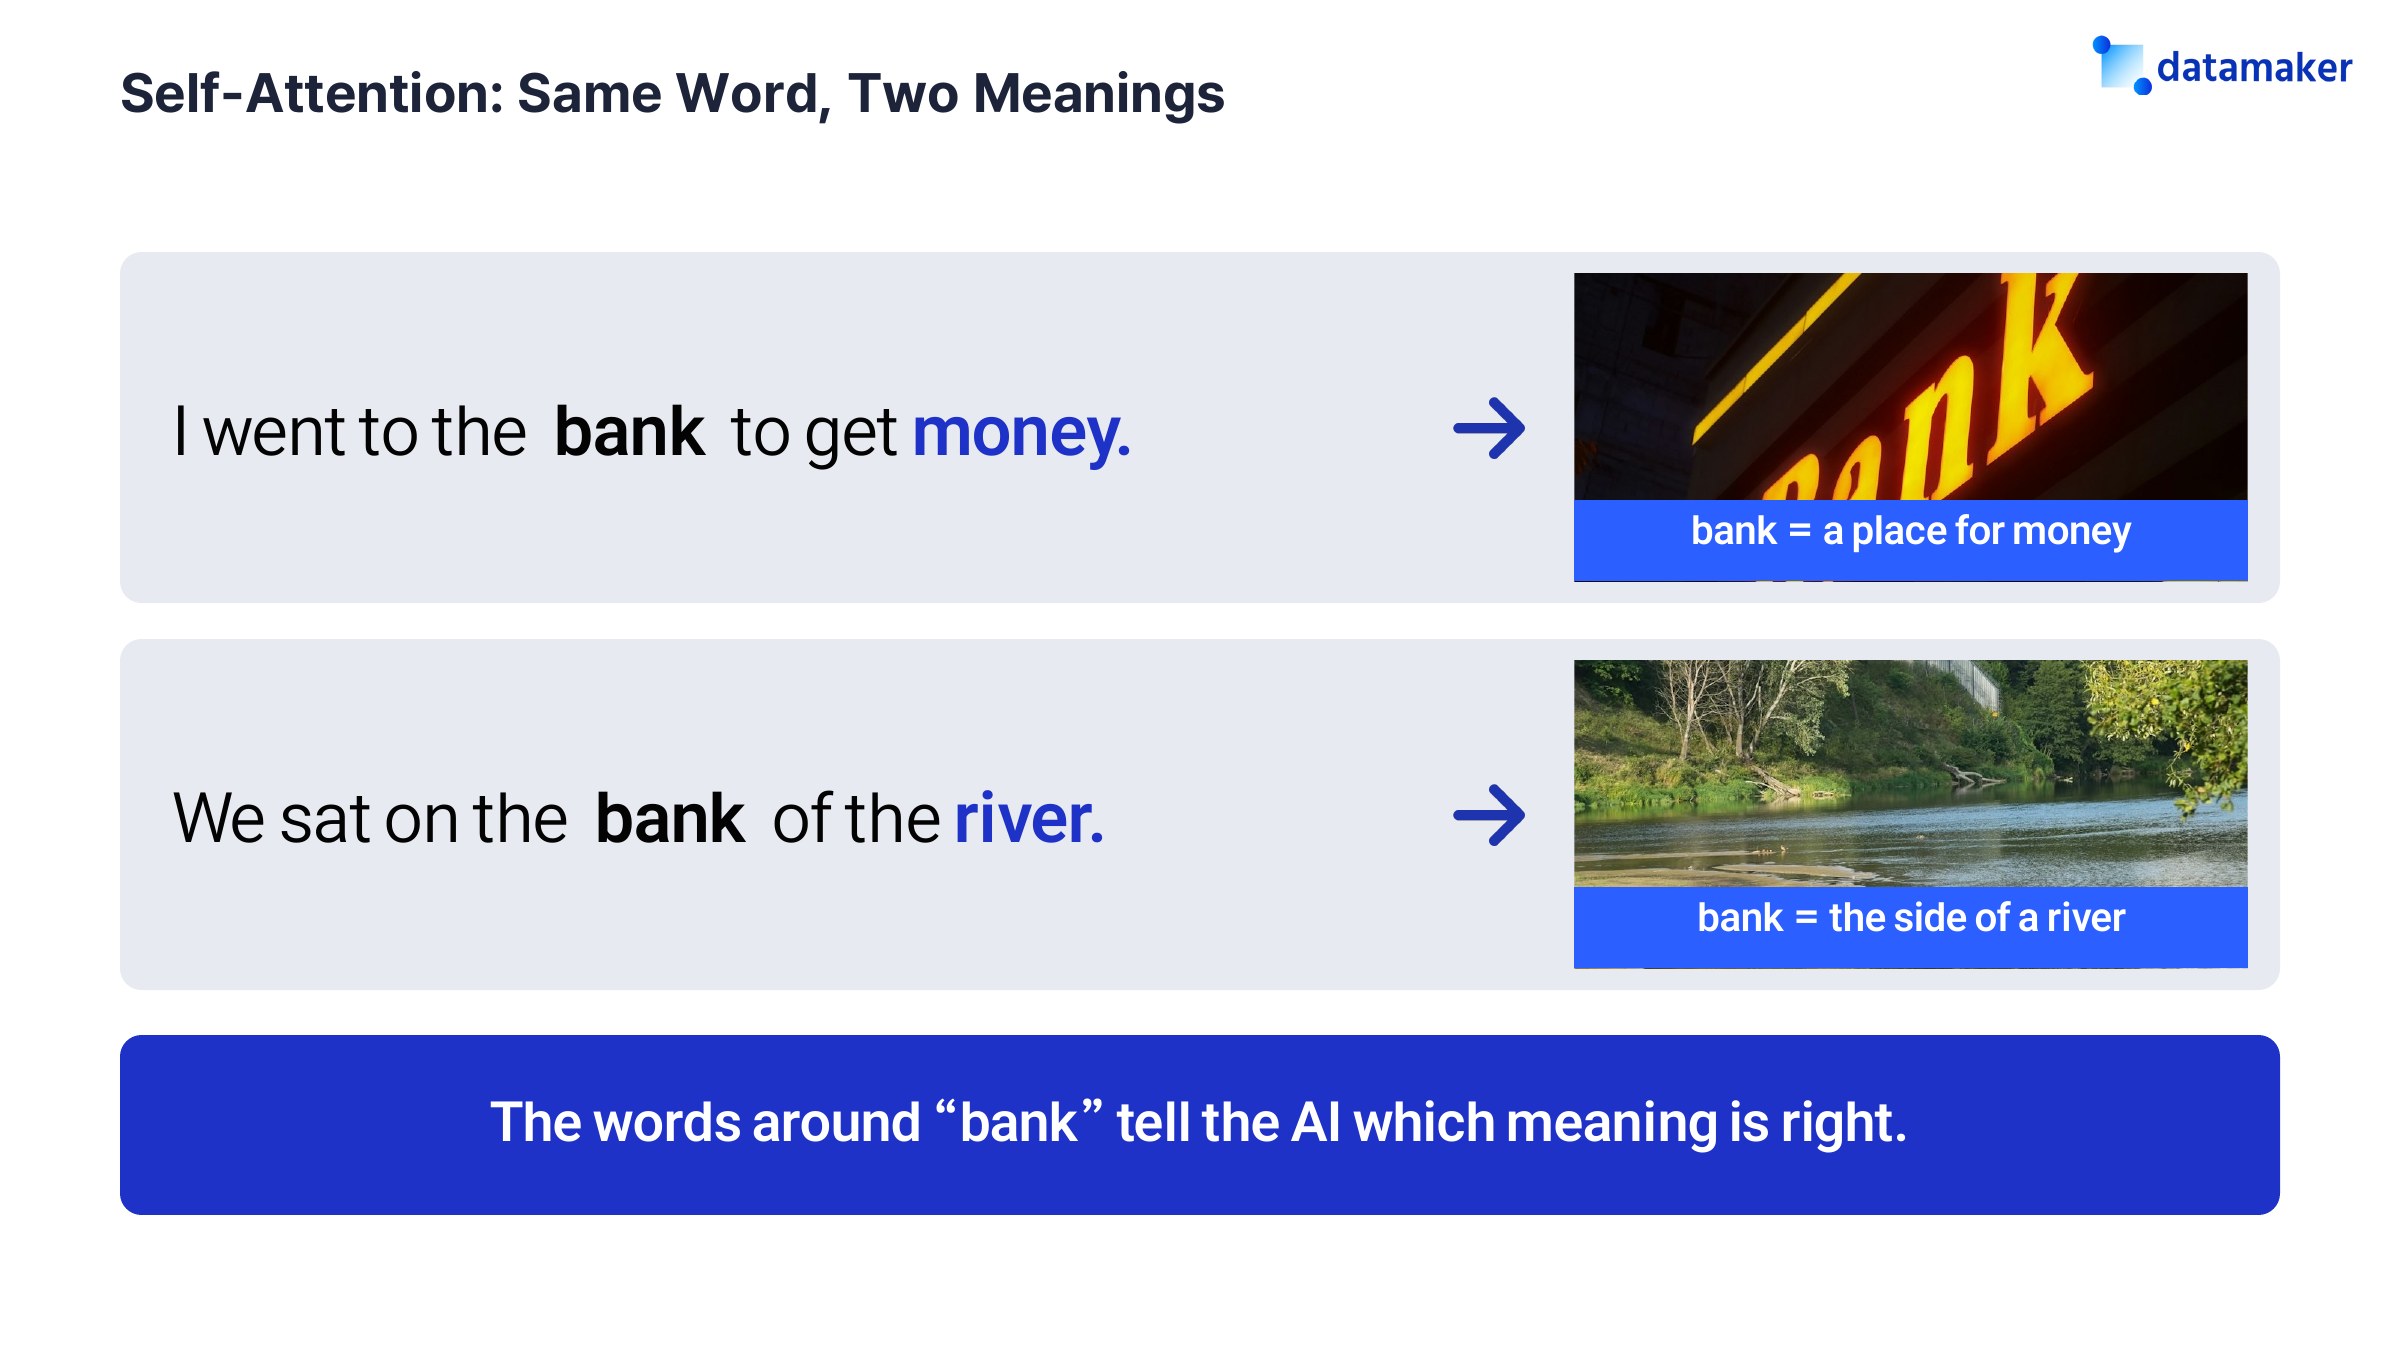 Self-Attention: Same Word, Two Meanings
datamaker
I went to the bank to get money.
Bank
bank = a place for money
We sat on the bank of the river.
bank = the side of a river
The words around “bank” tell the AI which meaning is right.